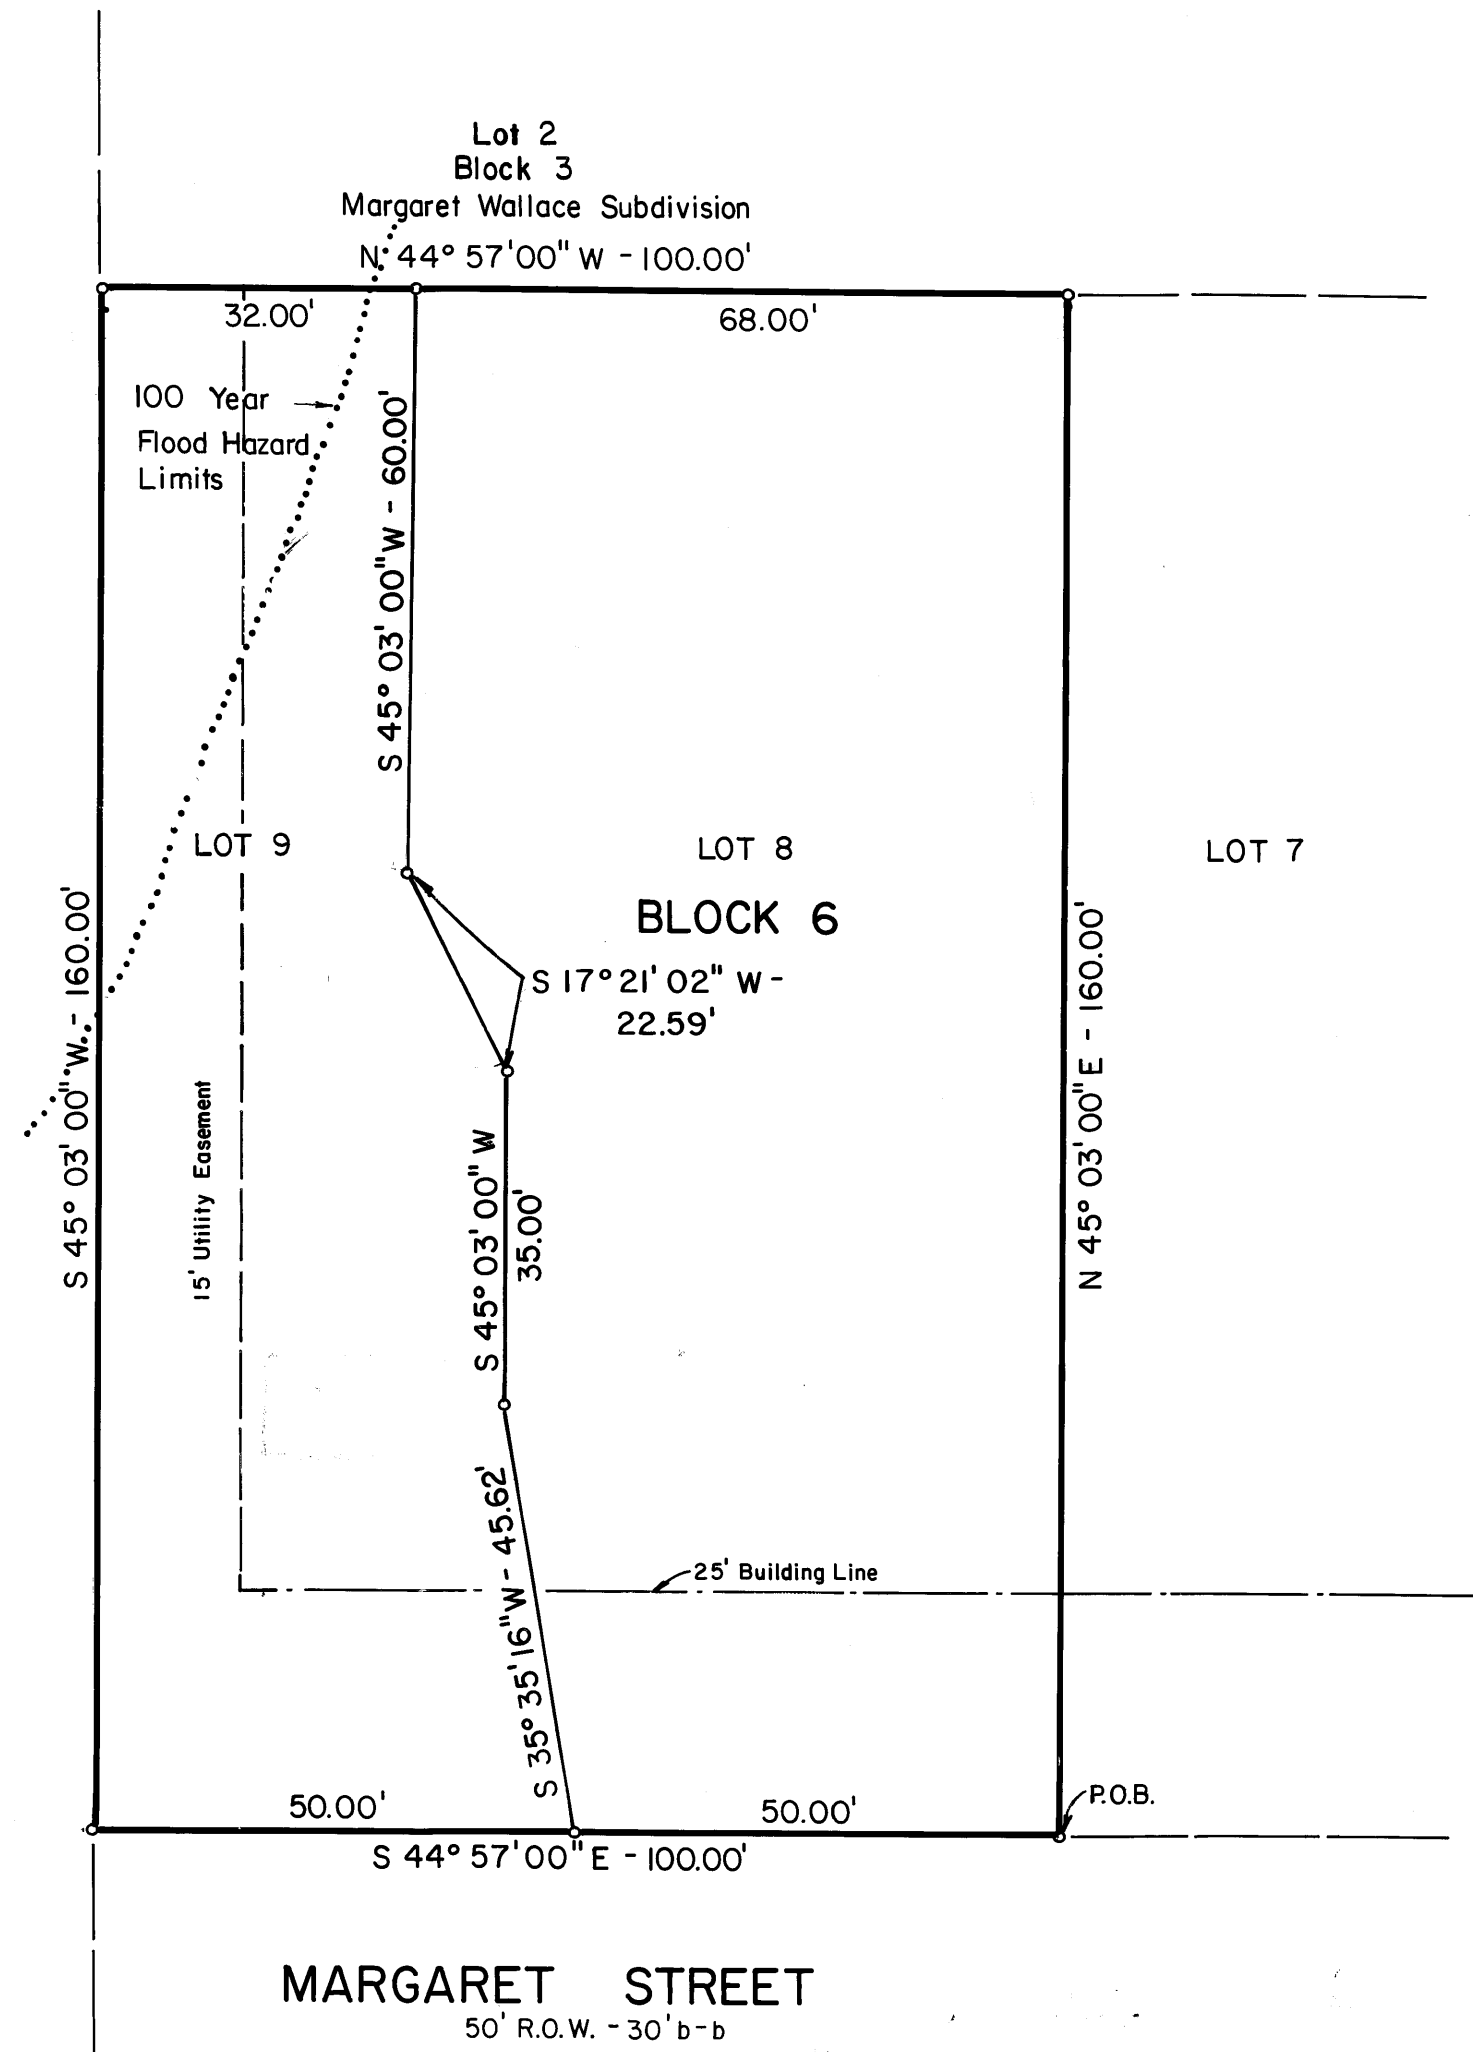 Lot 2
Block 3
Margaret Wallace Subdivision
N 44° 57' 00" W - 100.00'
32.00'
68.00'
100 Year
Flood Hazard
Limits
S 45° 03' 00" W - 60.00'
LOT 9
LOT 8
LOT 7
BLOCK 6
S 17° 21' 02" W -
22.59'
S 45° 03' 00" W - 160.00'
N 45° 03' 00" E - 160.00'
15' Utility Easement
S 45° 03' 00" W
35.00'
S 35° 35' 16" W - 45.62'
25' Building Line
P.O.B.
50.00'
50.00'
S 44° 57' 00" E - 100.00'
MARGARET STREET
50' R.O.W. - 30' b-b